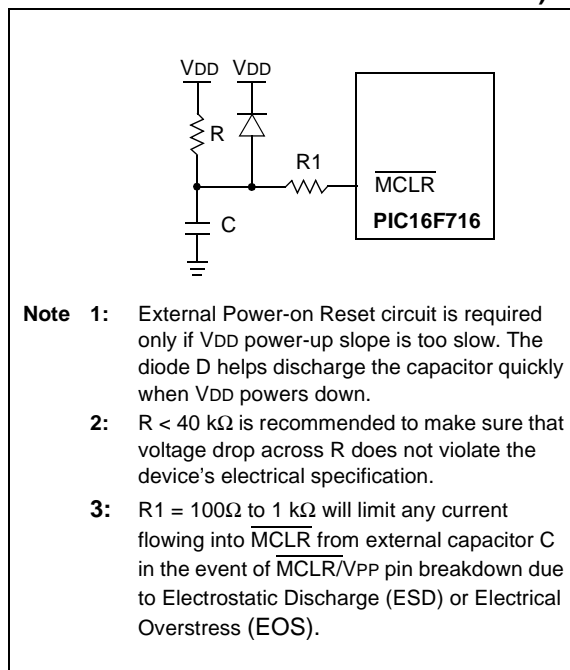 VDD VDD
R
R1
C
MCLR
PIC16F716
Note 1: External Power-on Reset circuit is required
only if VDD power-up slope is too slow. The
diode D helps discharge the capacitor quickly
when VDD powers down.
2: R < 40 kΩ is recommended to make sure that
voltage drop across R does not violate the
device's electrical specification.
3: R1 = 100Ω to 1 kΩ will limit any current
flowing into MCLR from external capacitor C
in the event of MCLR/VPP pin breakdown due
to Electrostatic Discharge (ESD) or Electrical
Overstress (EOS).